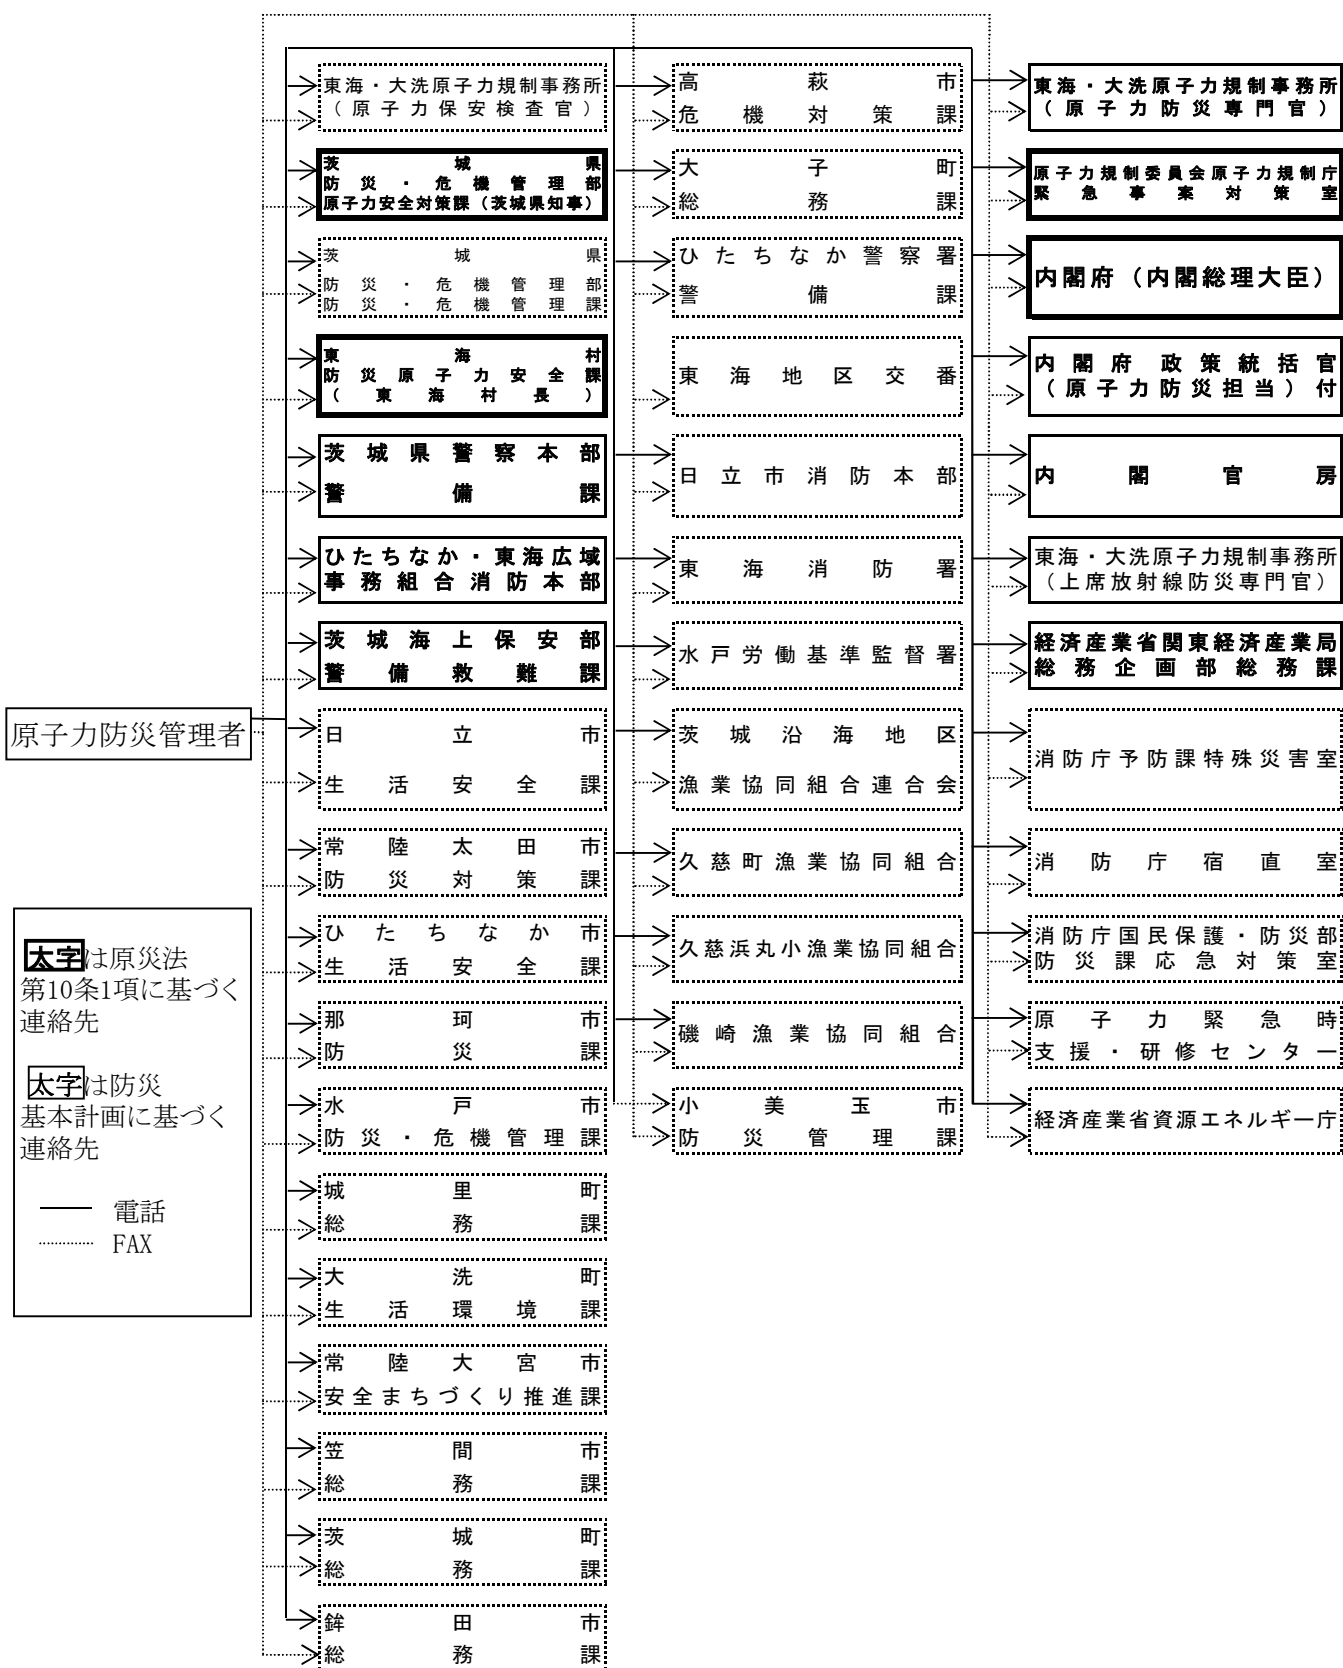 原子力防災管理者
太字は原災法
第10条1項に基づく
連絡先
太字は防災
基本計画に基づく
連絡先
電話
FAX
東海・大洗原子力規制事務所
（原子力保安検査官）
茨城県
防災・危機管理部
原子力安全対策課（茨城県知事）
茨城県
防災・危機管理部
防災・危機管理課
東海村
防災原子力安全課
（東海村長）
茨城県警察本部
警備課
ひたちなか・東海広域
事務組合消防本部
茨城海上保安部
警備救難課
日立市
生活安全課
常陸太田市
防災対策課
ひたちなか市
生活安全課
那珂市
防災課
水戸市
防災・危機管理課
城里町
総務課
大洗町
生活環境課
常陸大宮市
安全まちづくり推進課
笠間市
総務課
茨城町
総務課
鉾田市
総務課
高萩市
危機対策課
大子町
総務課
ひたちなか警察署
警備課
東海地区交番
日立市消防本部
東海消防署
水戸労働基準監督署
茨城沿海地区
漁業協同組合連合会
久慈町漁業協同組合
久慈浜丸小漁業協同組合
磯崎漁業協同組合
小美玉市
防災管理課
東海・大洗原子力規制事務所
（原子力防災専門官）
原子力規制委員会原子力規制庁
緊急事案対策室
内閣府（内閣総理大臣）
内閣府 政策統括官
（原子力防災担当）付
内閣官房
東海・大洗原子力規制事務所
（上席放射線防災専門官）
経済産業省関東経済産業局
総務企画部総務課
消防庁予防課特殊災害室
消防庁宿直室
消防庁国民保護・防災部
防災課応急対策室
原子力緊急時
支援・研修センター
経済産業省資源エネルギー庁